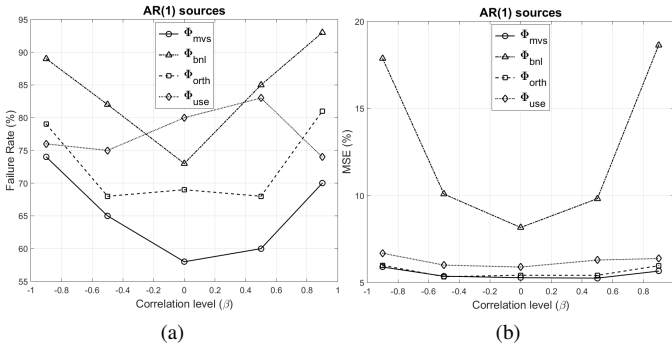 AR(1) sources
Φmvs
Φbnl
Φorth
Φuse
Failure Rate (%)
95
90
85
80
75
70
65
60
55
-1 -0.8 -0.6 -0.4 -0.2 0 0.2 0.4 0.6 0.8 1
Correlation level (β)
(a)
AR(1) sources
Φmvs
Φbnl
Φorth
Φuse
MSE (%)
20
15
10
5
-1 -0.8 -0.6 -0.4 -0.2 0 0.2 0.4 0.6 0.8 1
Correlation level (β)
(b)